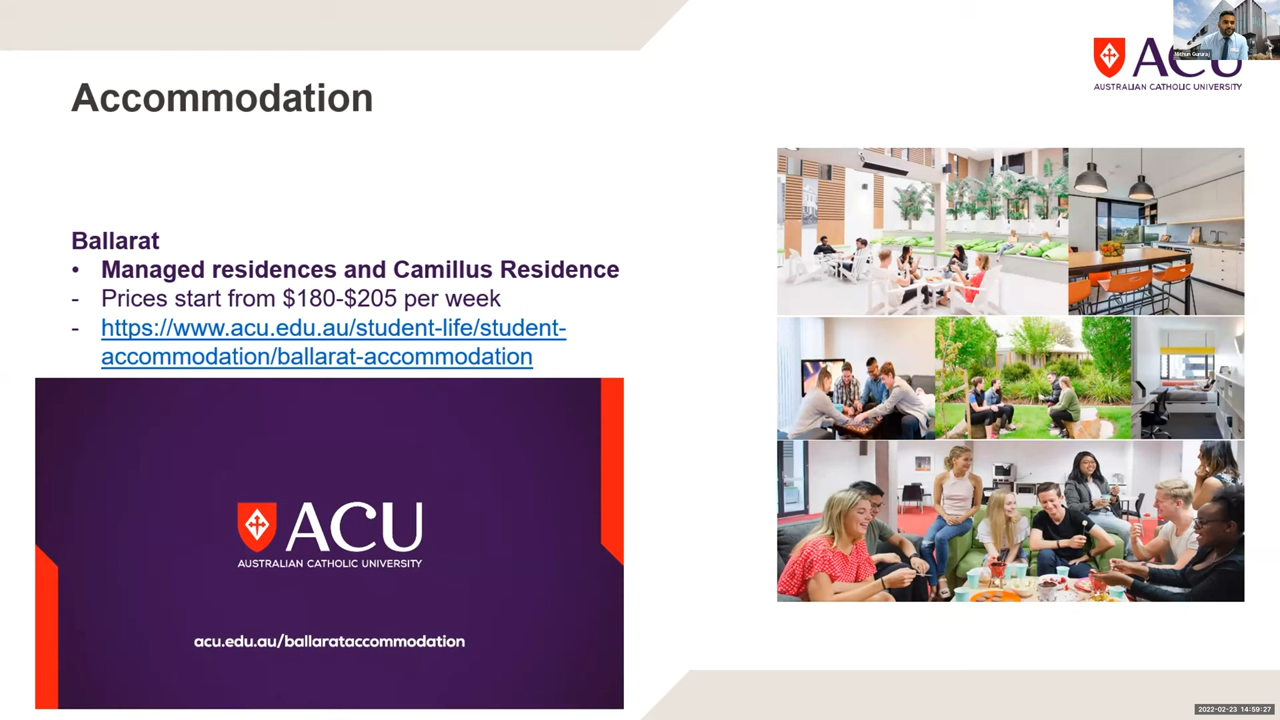 Accommodation
ACU
AUSTRALIAN CATHOLIC UNIVERSITY
Mithun Gururaj
Ballarat
• Managed residences and Camillus Residence
- Prices start from $180-$205 per week
- https://www.acu.edu.au/student-life/student-
accommodation/ballarat-accommodation
ACU
AUSTRALIAN CATHOLIC UNIVERSITY
acu.edu.au/ballarataccommodation
2022-02-23 14:59:27